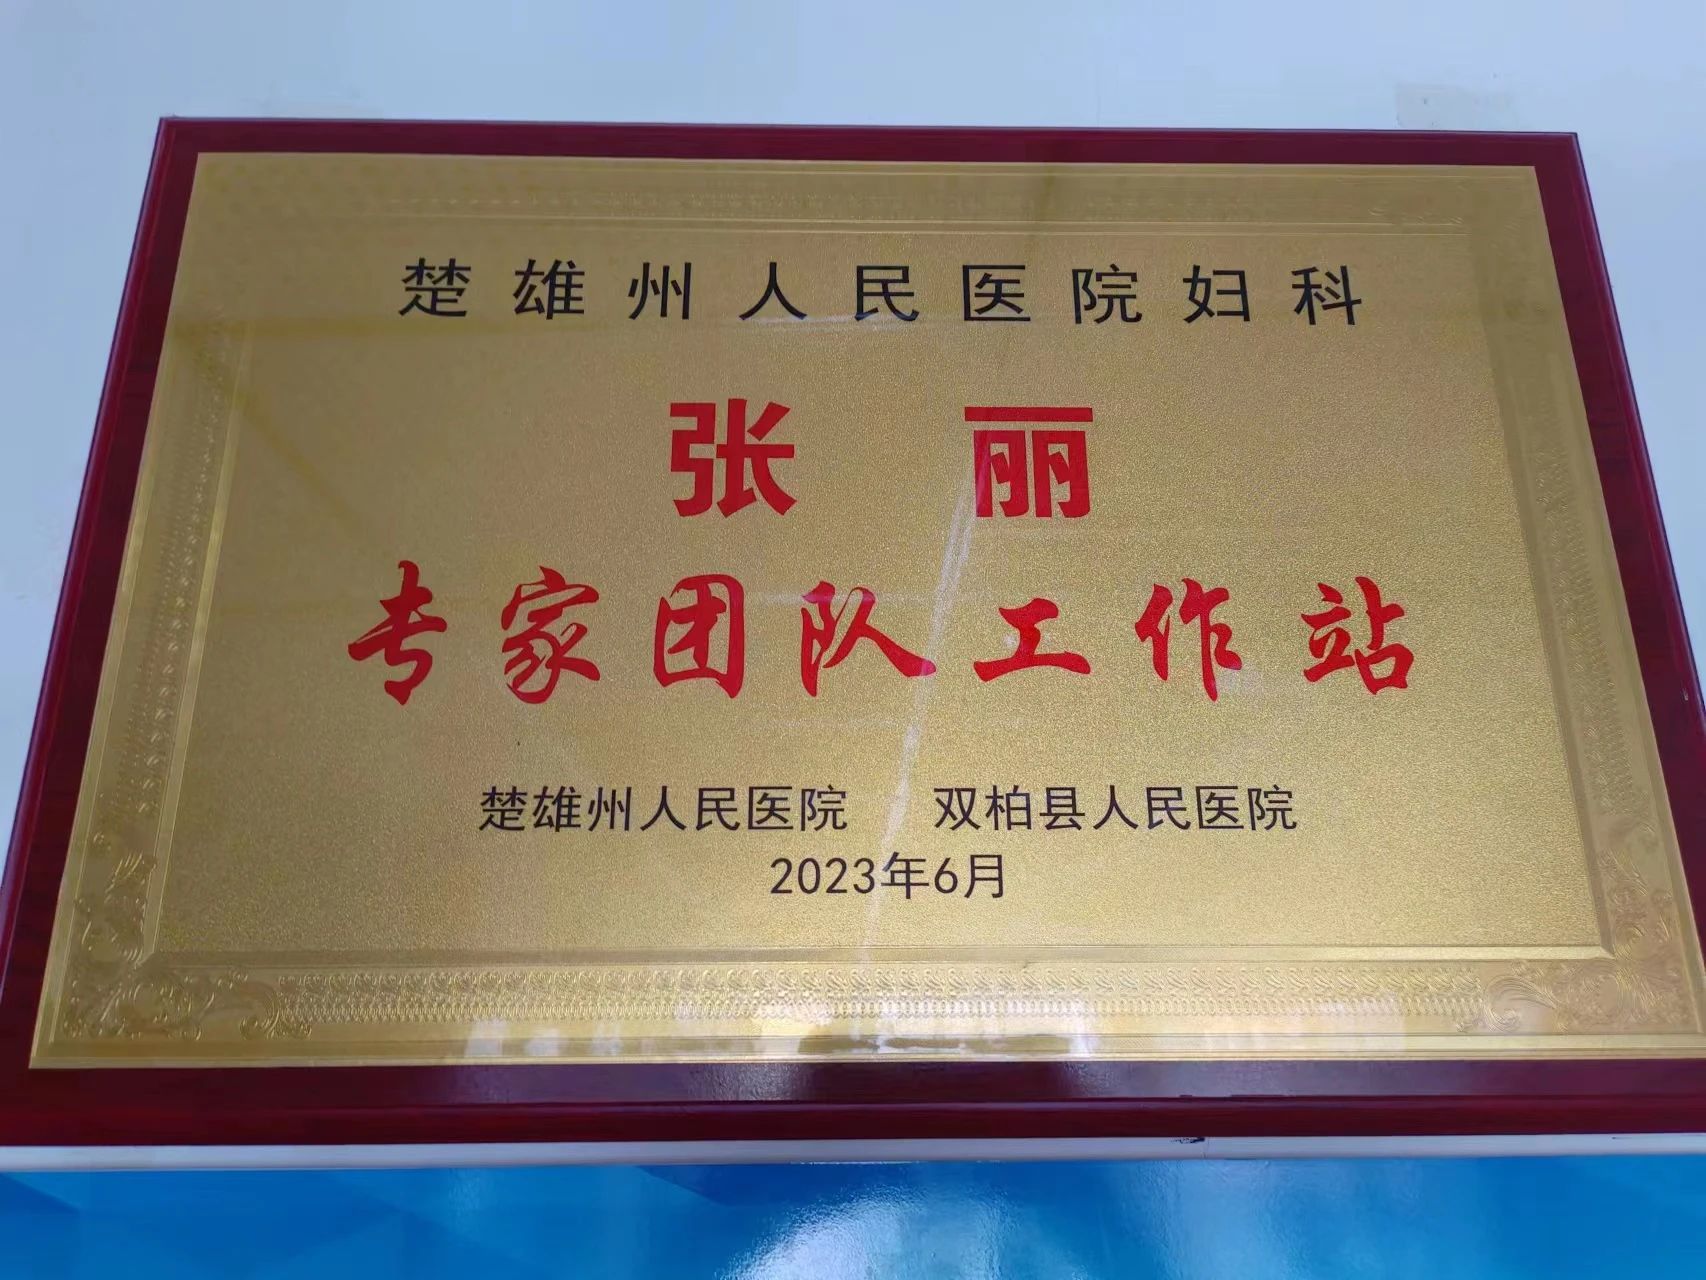 楚雄州人民医院妇科
张丽
专家团队工作站
楚雄州人民医院 双柏县人民医院
2023年6月